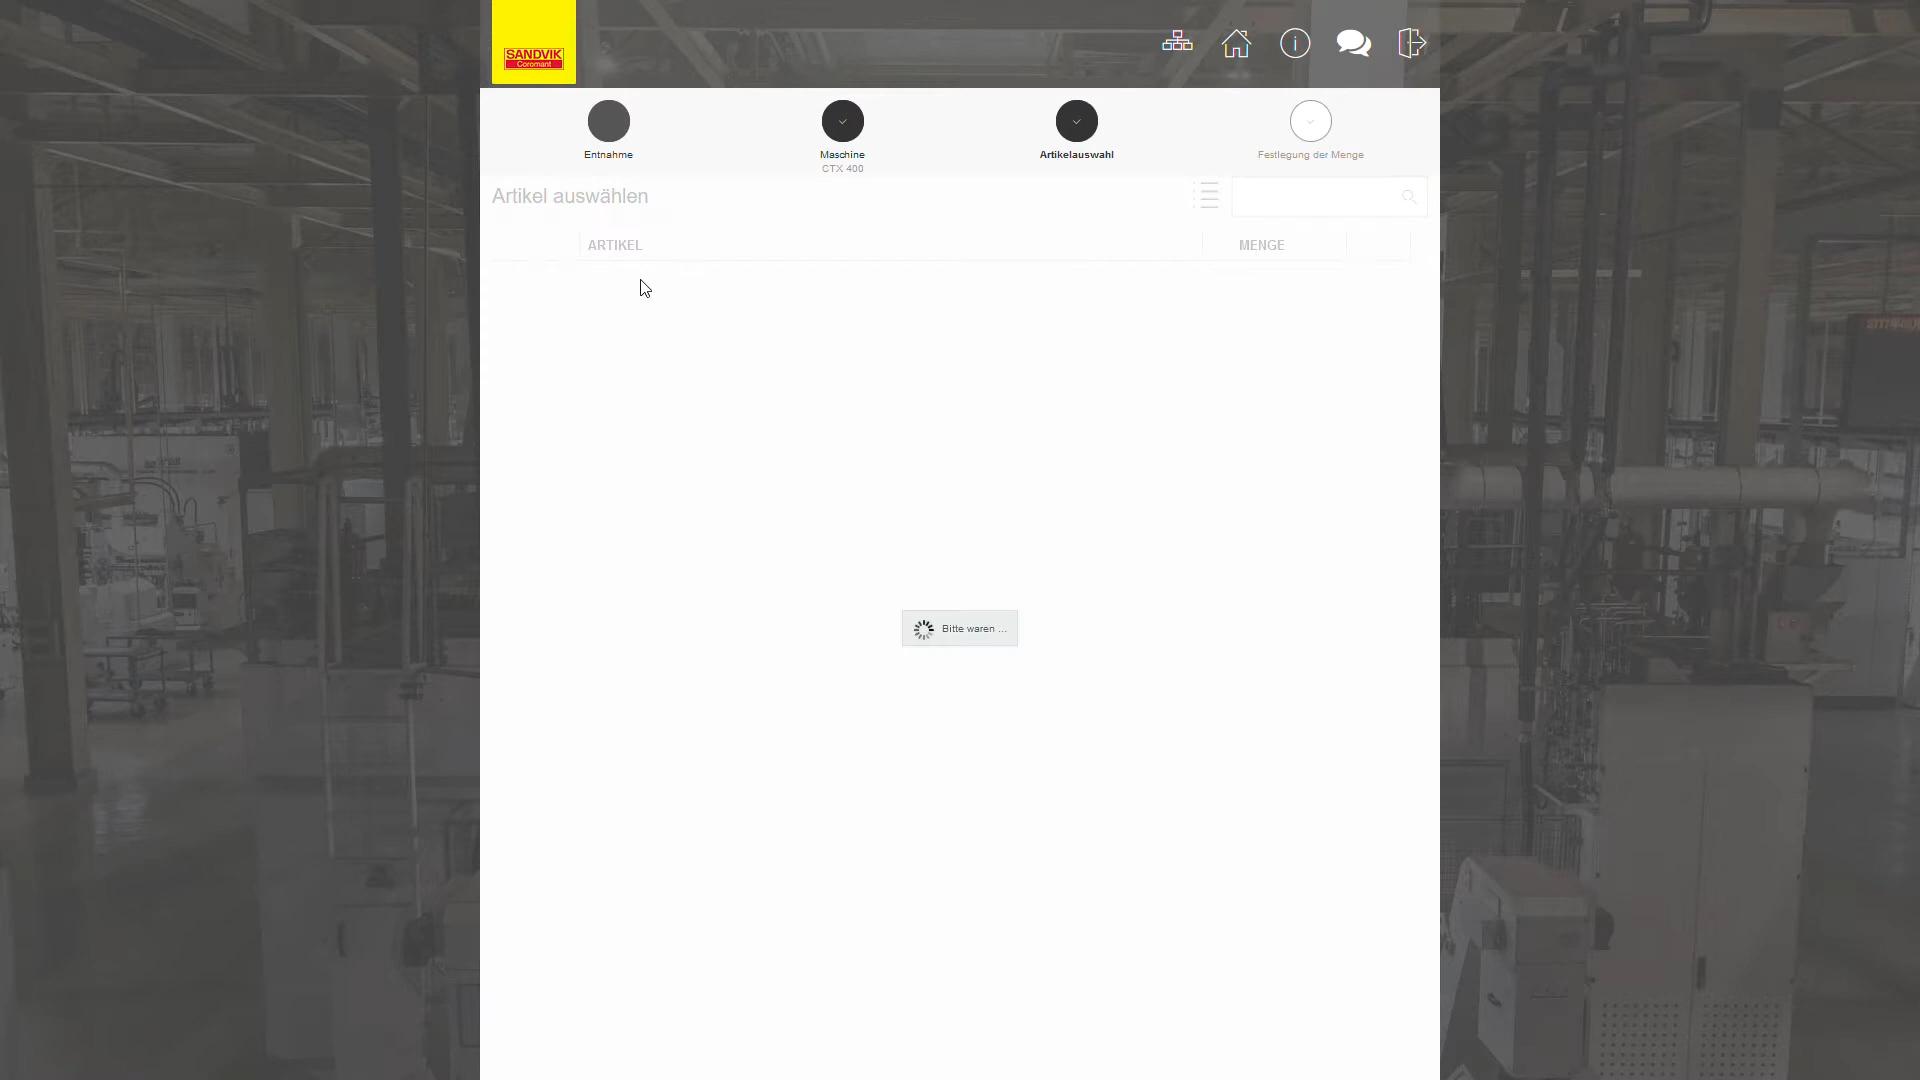 SANDVIK
Coromant
Entnahme
Maschine
CTX 400
Artikelauswahl
Festlegung der Menge
Artikel auswählen
ARTIKEL
MENGE
Bitte waren ...